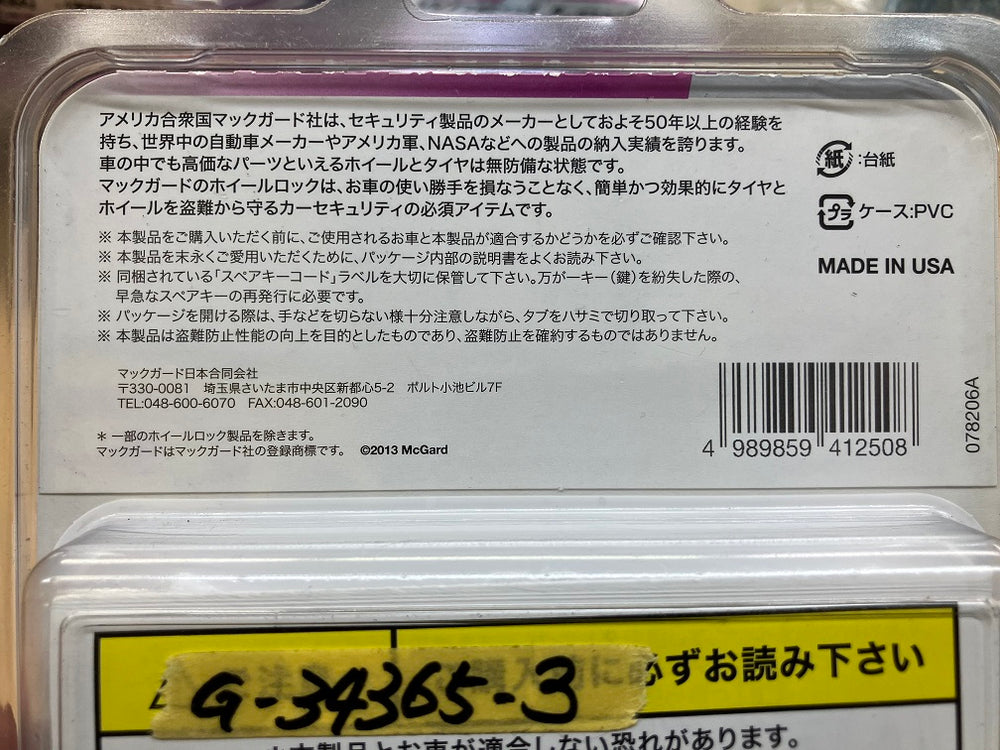 アメリカ合衆国マックガード社は、セキュリティ製品のメーカーとしておよそ50年以上の経験を
持ち、世界中の自動車メーカーやアメリカ軍、NASAなどへの製品の納入実績を誇ります。
車の中でも高価なパーツといえるホイールとタイヤは無防備な状態です。
マックガードのホイールロックは、お車の使い勝手を損なうことなく、簡単かつ効果的にタイヤと
ホイールを盗難から守るカーセキュリティの必須アイテムです。
紙:台紙
プラ ケース:PVC
MADE IN USA
※ 本製品をご購入いただく前に、ご使用されるお車と本製品が適合するかどうかを必ずご確認下さい。
※ 本製品を末永くご愛用いただくために、パッケージ内部の説明書をよくお読み下さい。
※ 同梱されている「スペアキーコード」ラベルを大切に保管して下さい。万が一キー(鍵)を紛失した際の、
早急なスペアキーの再発行に必要です。
※ パッケージを開ける際は、手などを切らない様十分注意しながら、タブをハサミで切り取って下さい。
※ 本製品は盗難防止性能の向上を目的としたものであり、盗難防止を確約するものではありません。
マックガード日本合同会社
〒330-0081 埼玉県さいたま市中央区新都心5-2 ボルト小池ビル7F
TEL:048-600-6070 FAX:048-601-2090
* 一部のホイールロック製品を除きます。
マックガードはマックガード社の登録商標です。 ©2013 McGard
4 989859 412508
078206A
必ずお読み下さい
G-34365-3
本製品とお車が適合しない恐れがあります。